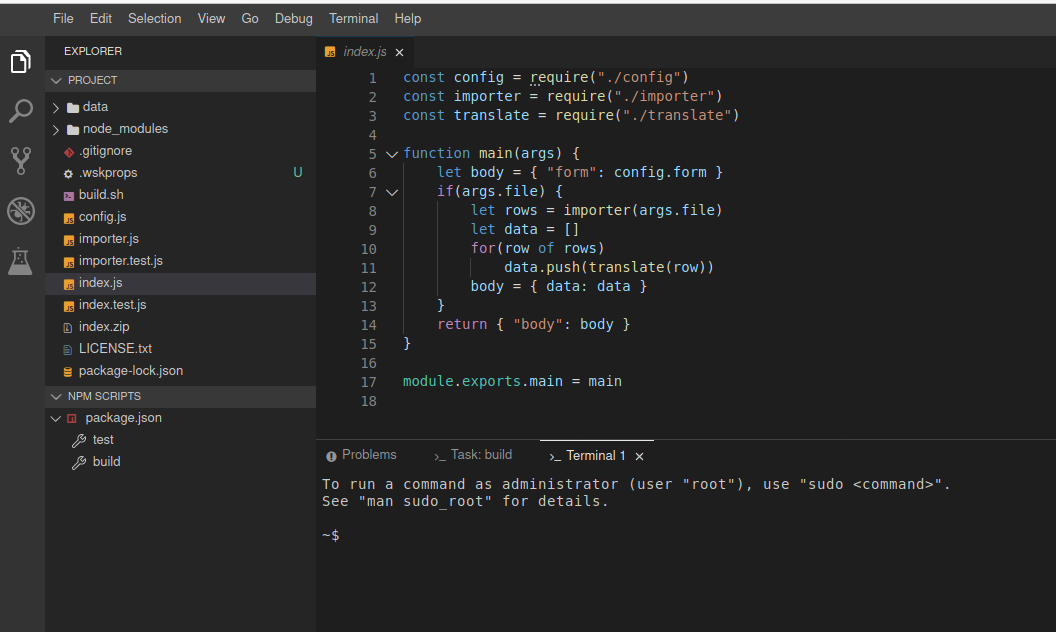 File Edit Selection View Go Debug Terminal Help
EXPLORER
PROJECT
data
node_modules
.gitignore
.wskprops U
build.sh
config.js
importer.js
importer.test.js
index.js
index.test.js
index.zip
LICENSE.txt
package-lock.json
NPM SCRIPTS
package.json
test
build
index.js
1 const config = require("./config")
2 const importer = require("./importer")
3 const translate = require("./translate")
4
5 function main(args) {
6 let body = { "form": config.form }
7 if(args.file) {
8 let rows = importer(args.file)
9 let data = []
10 for(row of rows)
11 data.push(translate(row))
12 body = { data: data }
13 }
14 return { "body": body }
15 }
16
17 module.exports.main = main
18
Problems >_ Task: build >_ Terminal 1
To run a command as administrator (user "root"), use "sudo <command>".
See "man sudo_root" for details.
~$